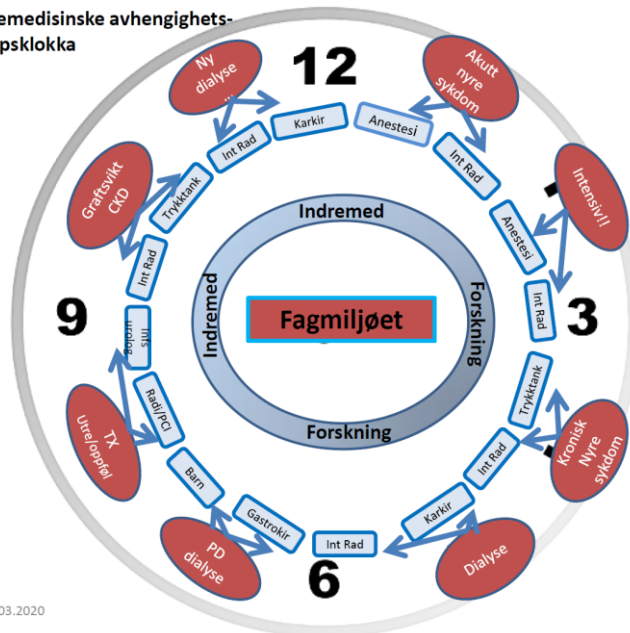 emedisinske avhengighets-
psklokka
12
Ny
dialyse
...
Akutt
nyre
sykdom
Karkir
Anestesi
Int Rad
Int Rad
Graftsvikt
CKD
Trykktank
Intensiv!!
Anestesi
Int Rad
Int Rad
Indremed
Indremed
Fagmiljøet
Forskning
Forskning
9
3
Infs
urolog
Trykktank
TX
Utre/oppføl
Radi/PCI
Kronisk
Nyre
sykdom
Int Rad
Barn
Karkir
Gastrokir
Int Rad
PD
dialyse
6
Dialyse
03.2020